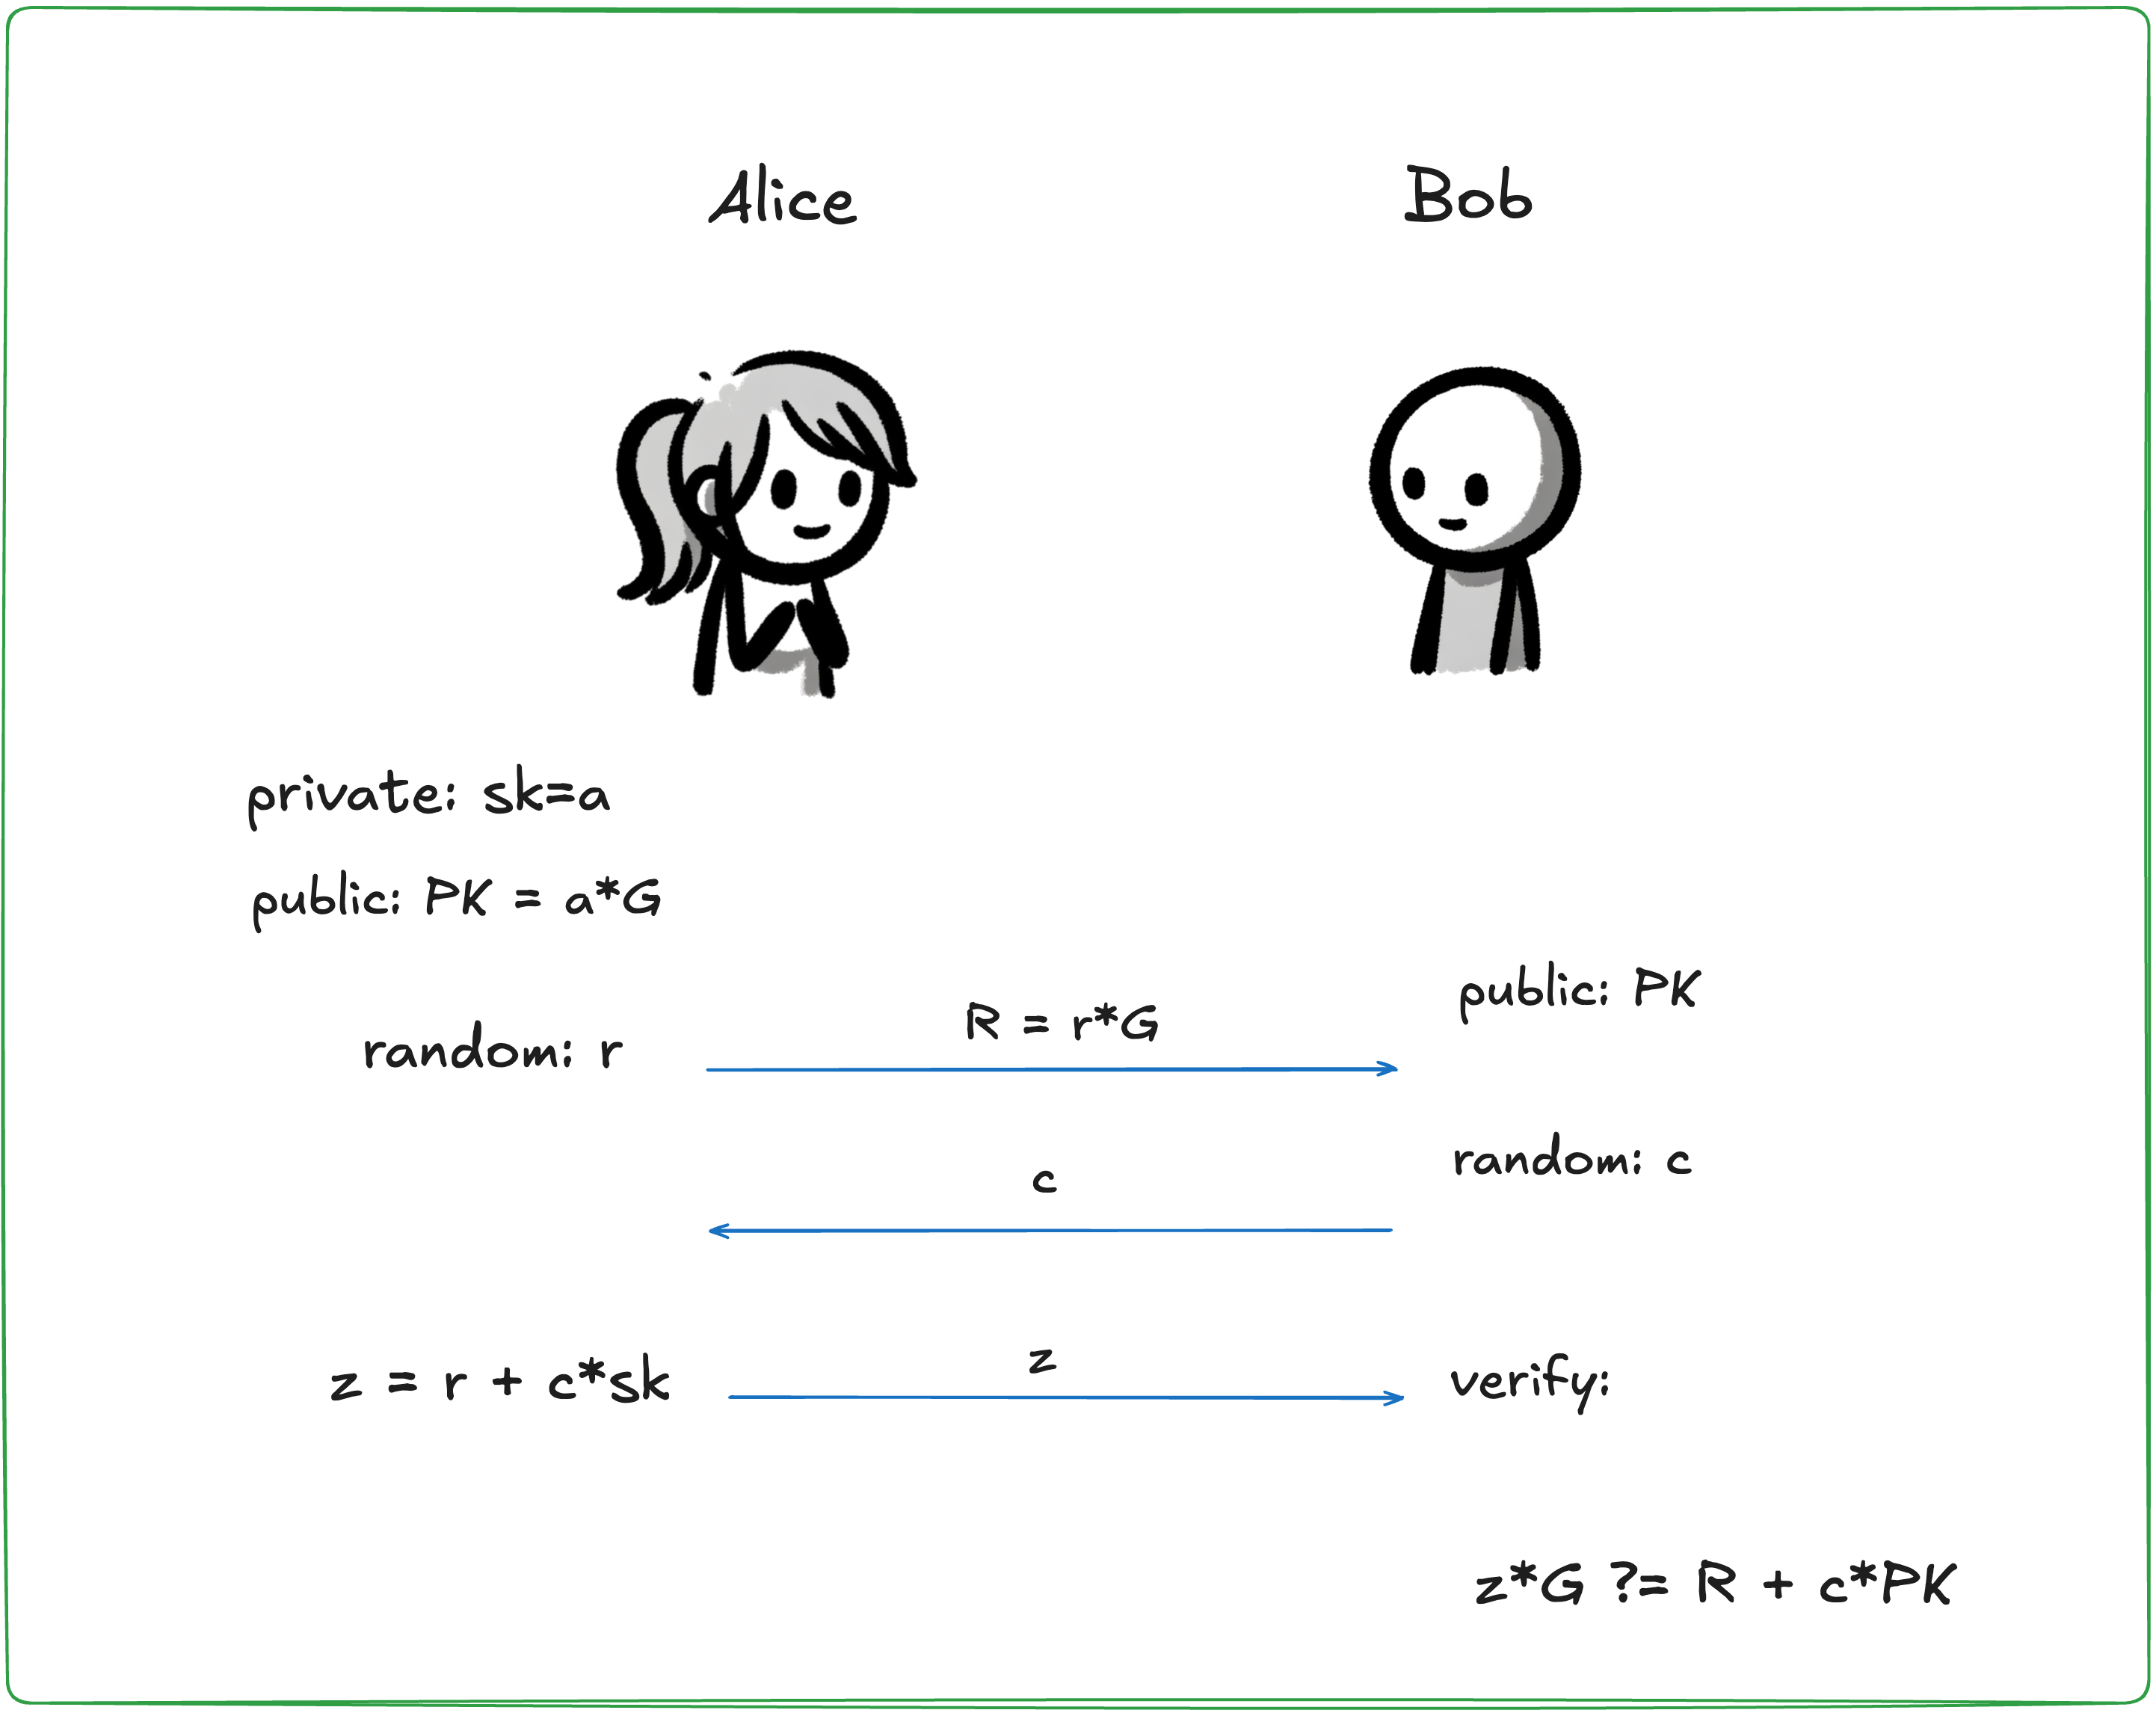 Alice
Bob
private: sk=a
public: PK = a*G
public: PK
random: r
R = r*G
random: c
c
z = r + c*sk
z
verify:
z*G ?= R + c*PK